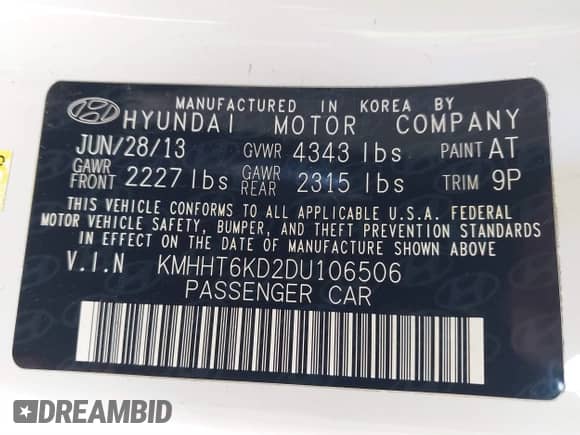 MANUFACTURED IN KOREA BY
HYUNDAI MOTOR COMPANY
JUN/28/13 GVWR 4343 lbs PAINT AT
GAWR FRONT 2227 lbs GAWR REAR 2315 lbs TRIM 9P
THIS VEHICLE CONFORMS TO ALL APPLICABLE U.S.A. FEDERAL
MOTOR VEHICLE SAFETY, BUMPER, AND THEFT PREVENTION STANDARDS
IN EFFECT ON THE DATE OF MANUFACTURE SHOWN ABOVE
V.I.N KMHHT6KD2DU106506
PASSENGER CAR
DREAMBID